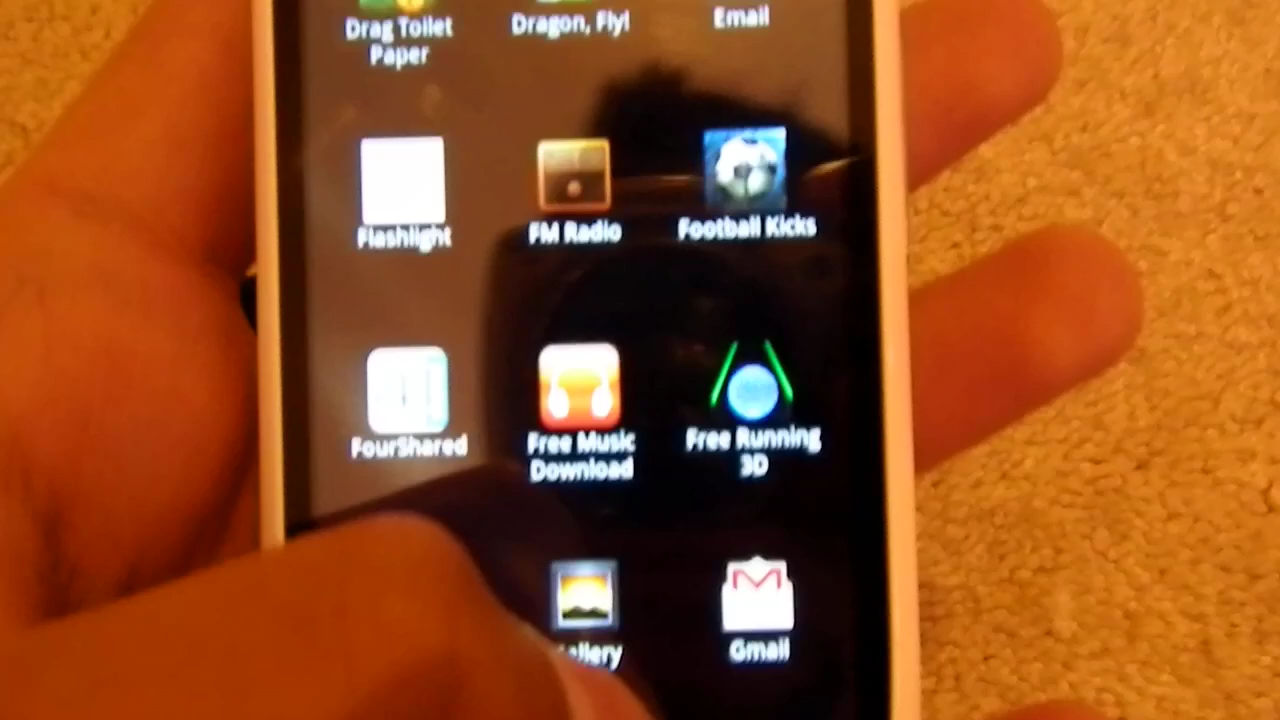 Drag Toilet
Paper
Dragon, Fly!
Email
Flashlight
FM Radio
Football Kicks
FourShared
Free Music
Download
Free Running
3D
Gmail